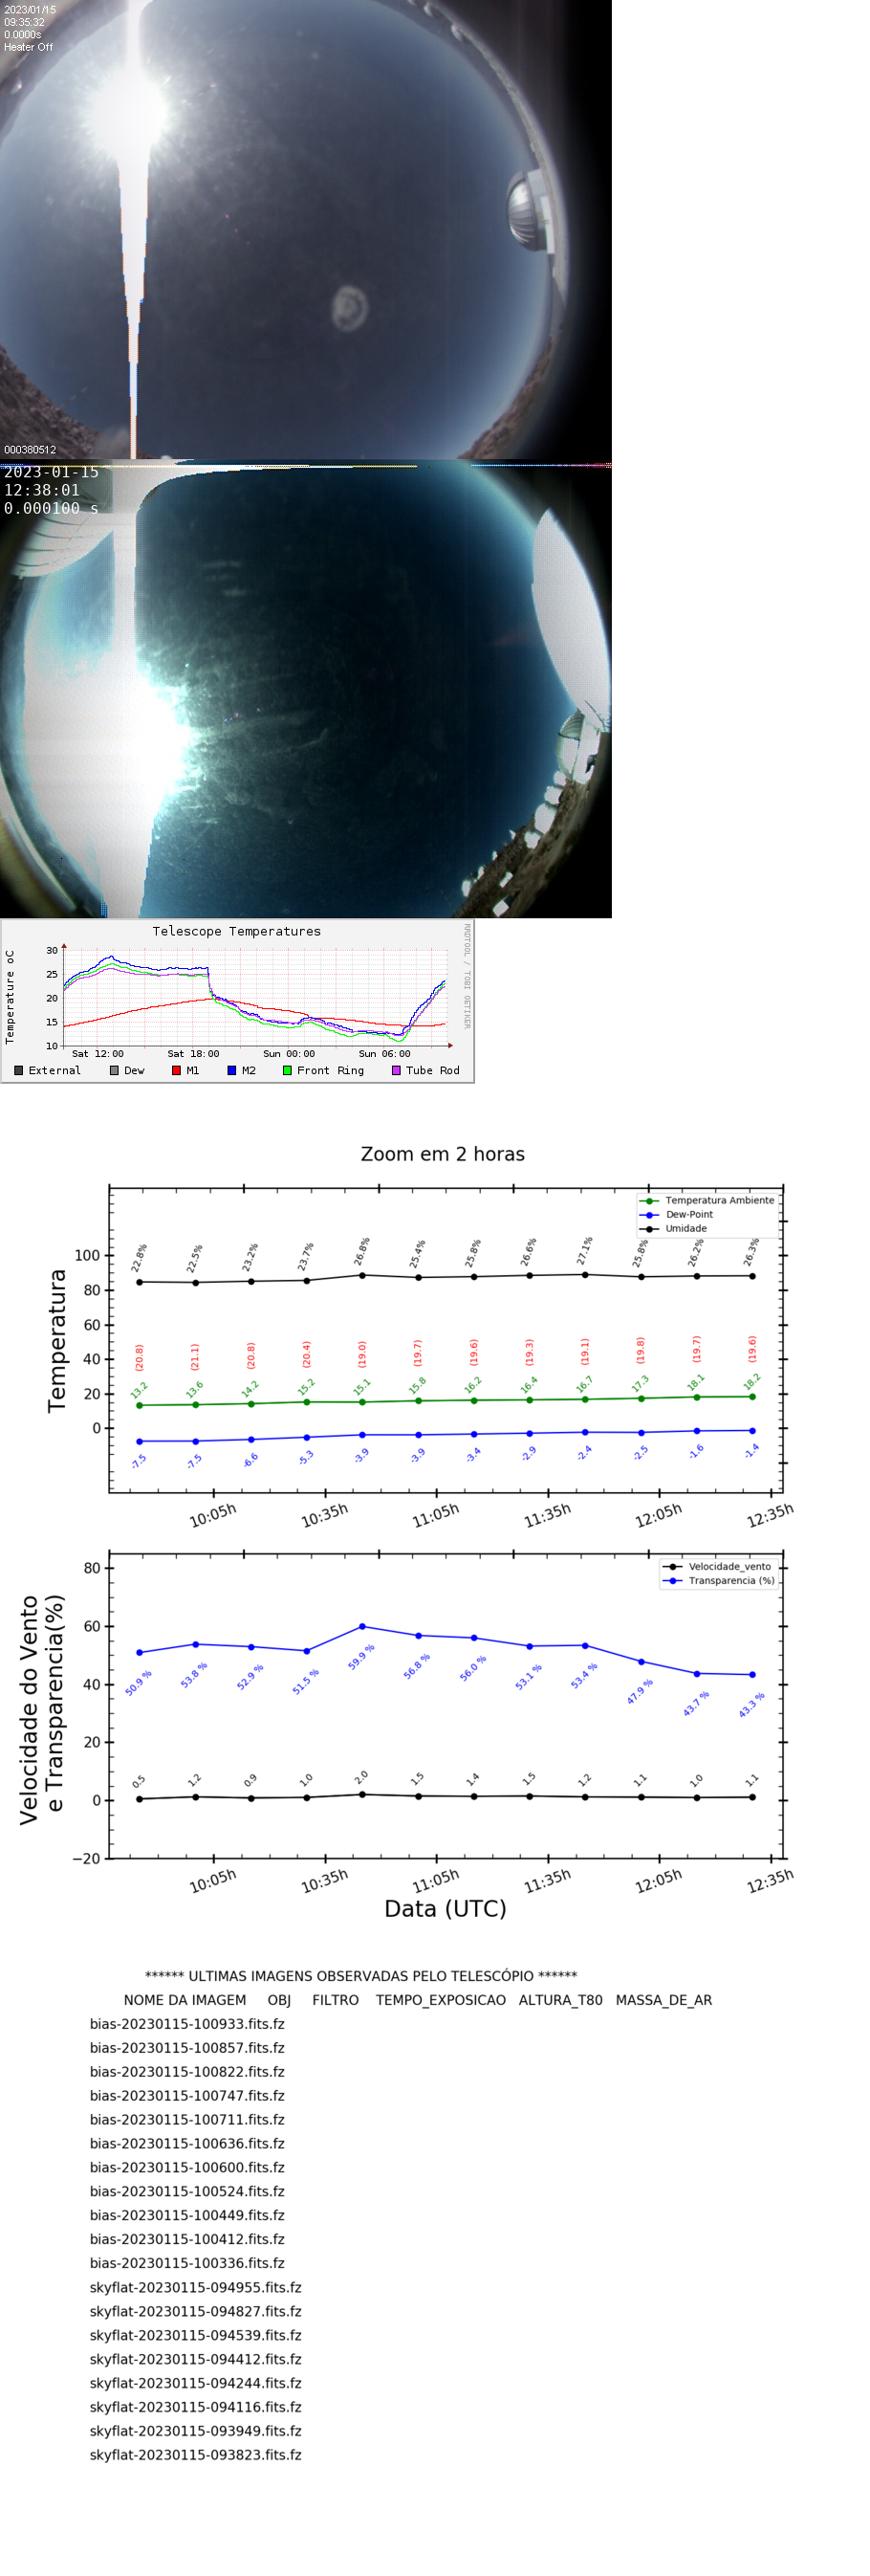 2023/01/15
09:35:32
0.0000s
Heater Off
000380512
2023-01-15
12:38:01
0.000100 s
Telescope Temperatures
Temperature oC
RRDTOOL / TOBI OETIKER
30
25
20
15
10
Sat 12:00 Sat 18:00 Sun 00:00 Sun 06:00
External Dew M1 M2 Front Ring Tube Rod
Zoom em 2 horas
Temperatura
Temperatura Ambiente
Dew-Point
Umidade
100
80
60
40
20
0
22.8% 22.5% 23.2% 23.7% 26.8% 25.4% 25.8% 26.6% 27.1% 25.8% 26.2% 26.3%
(20.8) (21.1) (20.8) (20.4) (19.0) (19.7) (19.6) (19.3) (19.1) (19.8) (19.7) (19.6)
13.2 13.6 14.2 15.2 15.1 15.8 16.2 16.4 16.7 17.3 18.1 18.2
-7.5 -7.5 -6.6 -5.3 -3.9 -3.9 -3.4 -2.9 -2.4 -2.5 -1.6 -1.4
10:05h 10:35h 11:05h 11:35h 12:05h 12:35h
Velocidade do Vento
e Transparencia(%)
Velocidade_vento
Transparencia (%)
80
60
40
20
0
−20
50.9 % 53.8 % 52.9 % 51.5 % 59.9 % 56.8 % 56.0 % 53.1 % 53.4 % 47.9 % 43.7 % 43.3 %
0.5 1.2 0.9 1.0 2.0 1.5 1.4 1.5 1.2 1.1 1.0 1.1
10:05h 10:35h 11:05h 11:35h 12:05h 12:35h
Data (UTC)
****** ULTIMAS IMAGENS OBSERVADAS PELO TELESCÓPIO ******
NOME DA IMAGEM OBJ FILTRO TEMPO_EXPOSICAO ALTURA_T80 MASSA_DE_AR
bias-20230115-100933.fits.fz
bias-20230115-100857.fits.fz
bias-20230115-100822.fits.fz
bias-20230115-100747.fits.fz
bias-20230115-100711.fits.fz
bias-20230115-100636.fits.fz
bias-20230115-100600.fits.fz
bias-20230115-100524.fits.fz
bias-20230115-100449.fits.fz
bias-20230115-100412.fits.fz
bias-20230115-100336.fits.fz
skyflat-20230115-094955.fits.fz
skyflat-20230115-094827.fits.fz
skyflat-20230115-094539.fits.fz
skyflat-20230115-094412.fits.fz
skyflat-20230115-094244.fits.fz
skyflat-20230115-094116.fits.fz
skyflat-20230115-093949.fits.fz
skyflat-20230115-093823.fits.fz